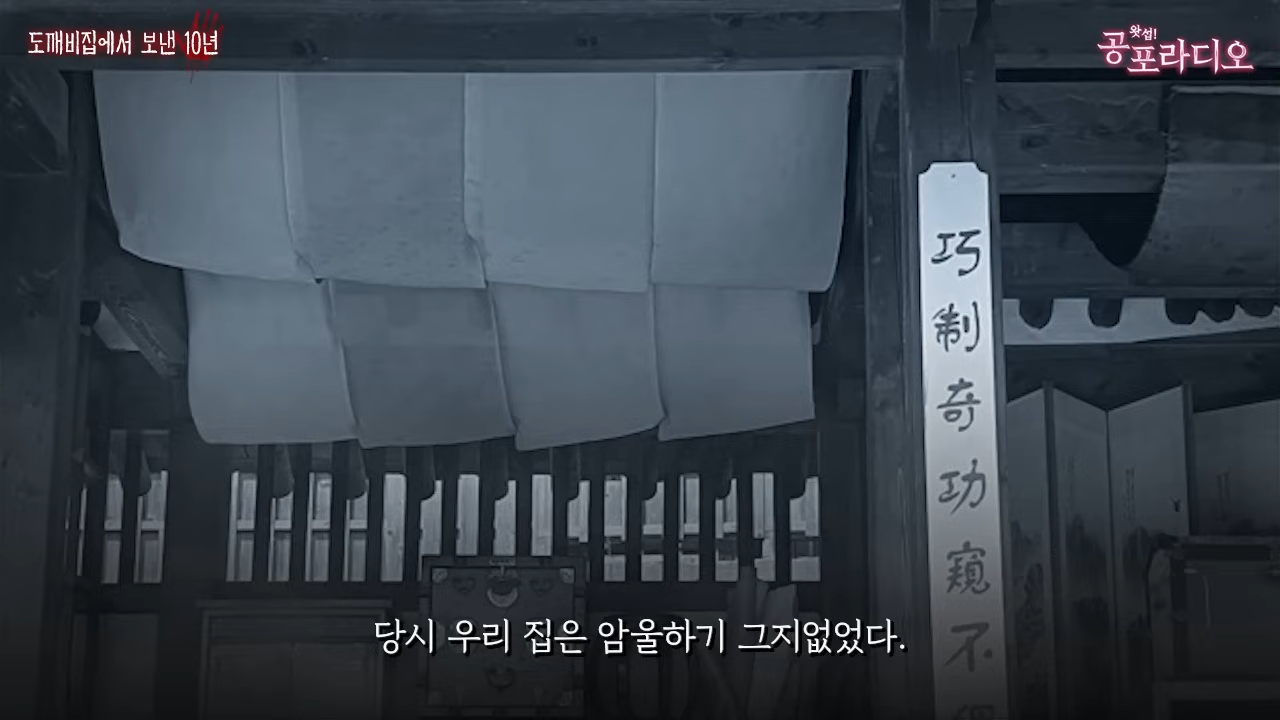 도깨비집에서 보낸 10년
왓섭!
공포라디오
巧制奇功窺不
당시 우리 집은 암울하기 그지없었다.